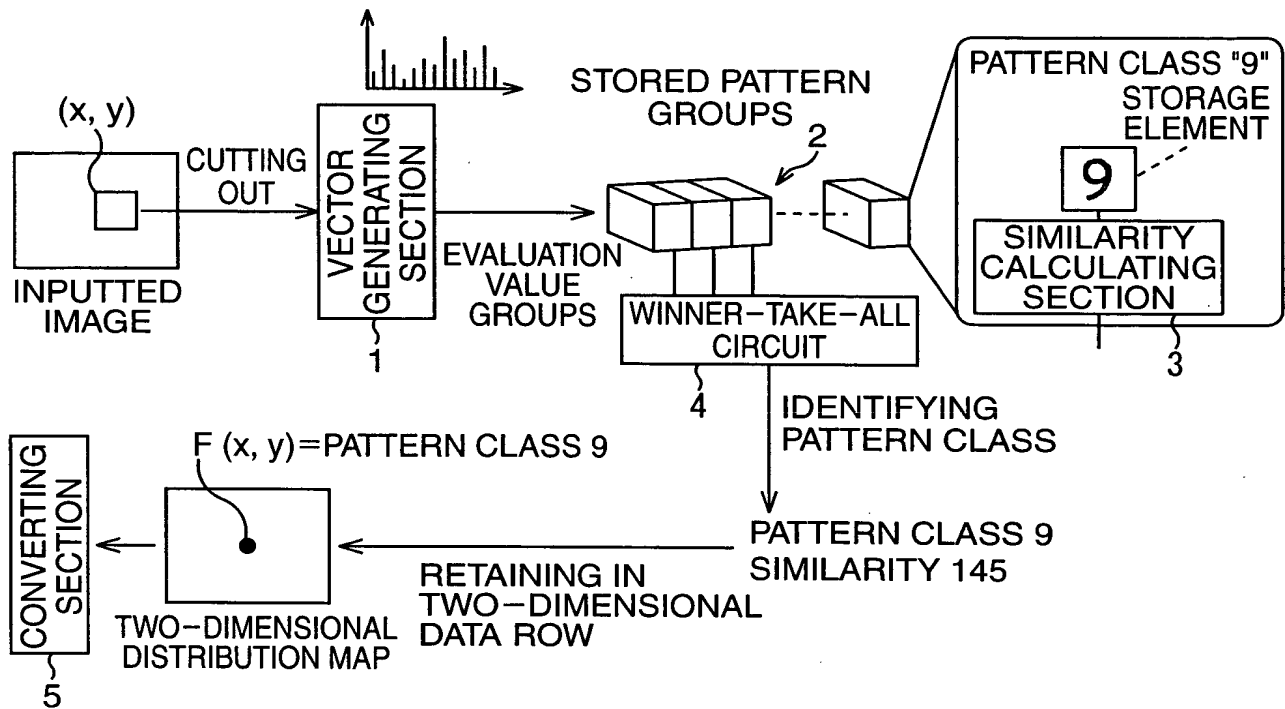 (x, y)
CUTTING
OUT
INPUTTED
IMAGE
VECTOR
GENERATING
SECTION
1
EVALUATION
VALUE
GROUPS
STORED PATTERN
GROUPS
2
WINNER-TAKE-ALL
CIRCUIT
4
PATTERN CLASS "9"
STORAGE
ELEMENT
9
SIMILARITY
CALCULATING
SECTION
3
IDENTIFYING
PATTERN CLASS
PATTERN CLASS 9
SIMILARITY 145
RETAINING IN
TWO-DIMENSIONAL
DATA ROW
F (x, y)=PATTERN CLASS 9
TWO-DIMENSIONAL
DISTRIBUTION MAP
CONVERTING
SECTION
5